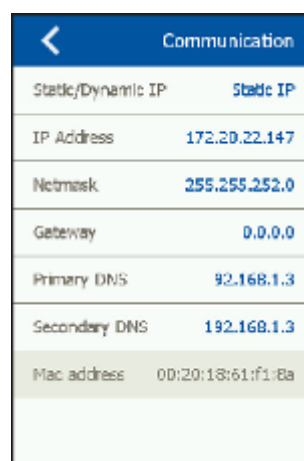 Communication
Static/Dynamic IP Static IP
IP Address 172.20.22.147
Netmask 255.255.252.0
Gateway 0.0.0.0
Primary DNS 92.168.1.3
Secondary DNS 192.168.1.3
Mac address 00:20:18:61:f1:8a